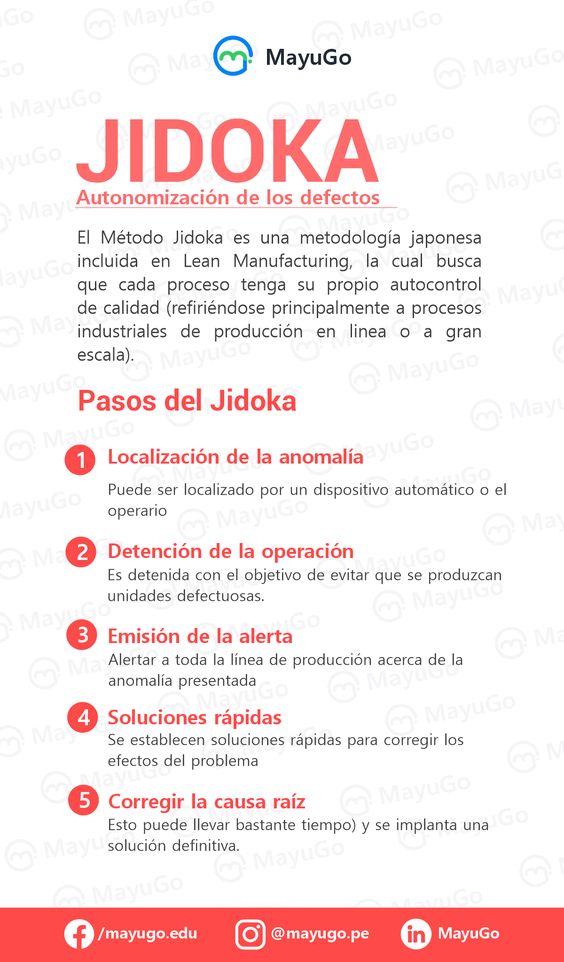 MayuGo
JIDOKA
Autonomización de los defectos
El Método Jidoka es una metodología japonesa
incluida en Lean Manufacturing, la cual busca
que cada proceso tenga su propio autocontrol
de calidad (refiriéndose principalmente a procesos
industriales de producción en linea o a gran
escala).
Pasos del Jidoka
1 Localización de la anomalía
Puede ser localizado por un dispositivo automático o el
operario
2 Detención de la operación
Es detenida con el objetivo de evitar que se produzcan
unidades defectuosas.
3 Emisión de la alerta
Alertar a toda la línea de producción acerca de la
anomalía presentada
4 Soluciones rápidas
Se establecen soluciones rápidas para corregir los
efectos del problema
5 Corregir la causa raíz
Esto puede llevar bastante tiempo) y se implanta una
solución definitiva.
/mayugo.edu @mayugo.pe MayuGo